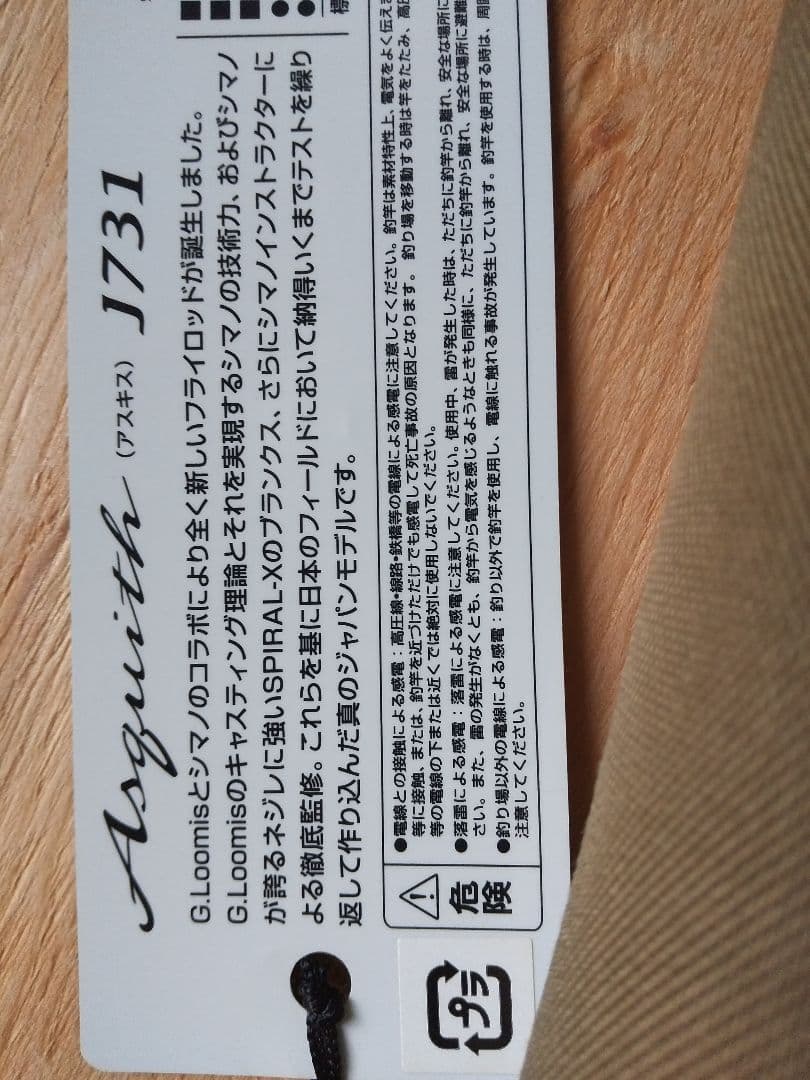 Asquith (アスキス) J731
G.Loomisとシマノのコラボにより全く新しいフライロッドが誕生しました。
G.Loomisのキャスティング理論とそれを実現するシマノの技術力、およびシマノ
が誇るネジレに強いSPIRAL-Xのブランクス、さらにシマノインストラクターに
よる徹底監修。これらを基に日本のフィールドにおいて納得いくまでテストを繰り
返して作り込んだ真のジャパンモデルです。
標
危険
●電線との接触による感電：高圧線・線路・鉄橋等の電線による感電に注意してください。釣竿は素材特性上、電気をよく伝えま
等に接触、または、釣竿を近づけただけでも感電して死亡事故の原因となります。釣り場を移動する時は竿をたたみ、高圧
等の電線の下または近くでは絶対に使用しないでください。
●落雷による感電：落雷による感電に注意してください。使用中、雷が発生した時は、ただちに釣竿から離れ、安全な場所に
さい。また、雷の発生がなくとも、釣竿から電気を感じるようなときも同様に、ただちに釣竿から離れ、安全な場所に避難
●釣り場以外の電線による感電：釣り以外で釣竿を使用し、電線に触れる事故が発生しています。釣竿を使用する時は、周囲
注意してください。
プラ